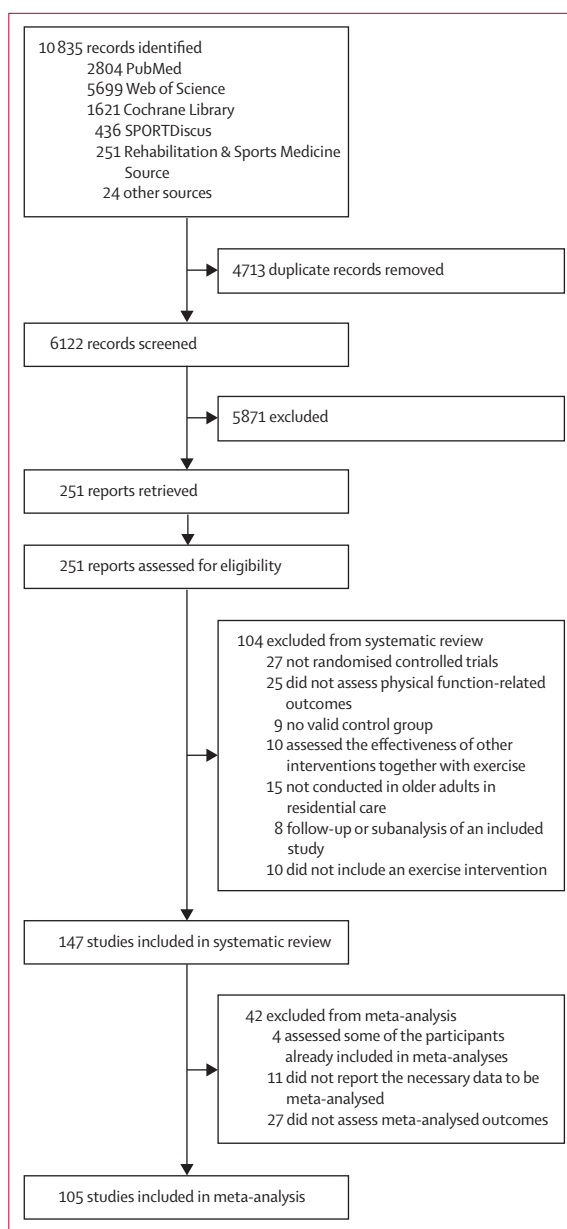 10 835 records identified
2804 PubMed
5699 Web of Science
1621 Cochrane Library
436 SPORTDiscus
251 Rehabilitation & Sports Medicine
Source
24 other sources
4713 duplicate records removed
6122 records screened
5871 excluded
251 reports retrieved
251 reports assessed for eligibility
104 excluded from systematic review
27 not randomised controlled trials
25 did not assess physical function-related
outcomes
9 no valid control group
10 assessed the effectiveness of other
interventions together with exercise
15 not conducted in older adults in
residential care
8 follow-up or subanalysis of an included
study
10 did not include an exercise intervention
147 studies included in systematic review
42 excluded from meta-analysis
4 assessed some of the participants
already included in meta-analyses
11 did not report the necessary data to be
meta-analysed
27 did not assess meta-analysed outcomes
105 studies included in meta-analysis